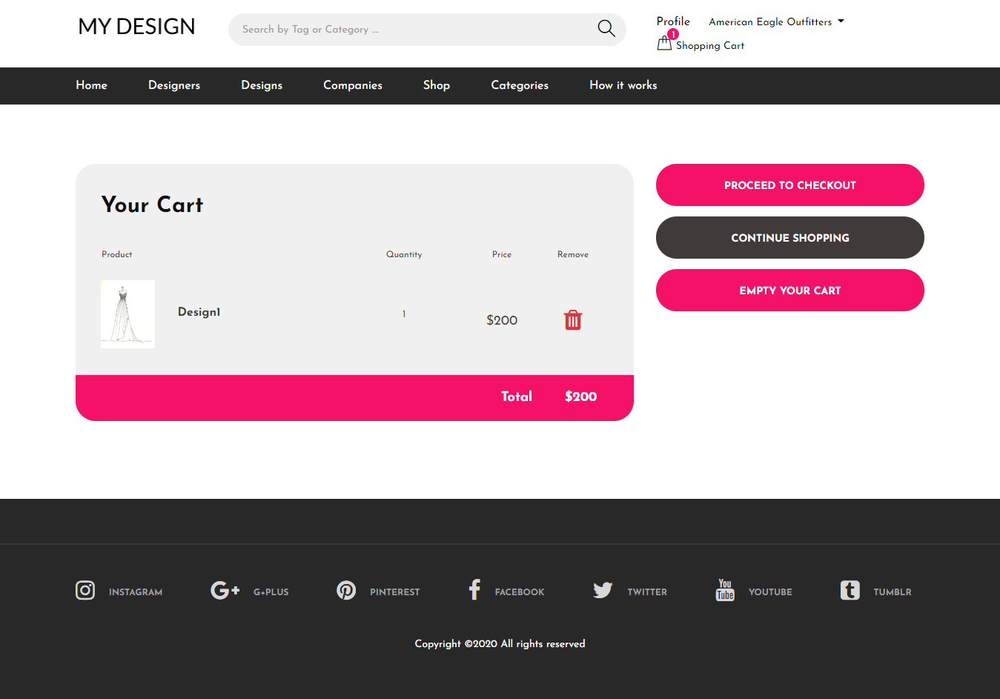 MY DESIGN
Search by Tag or Category ....
Profile
American Eagle Outfitters
1
Shopping Cart
Home
Designers
Designs
Companies
Shop
Categories
How it works
Your Cart
Product
Quantity
Price
Remove
Design1
1
$200
Total
$200
PROCEED TO CHECKOUT
CONTINUE SHOPPING
EMPTY YOUR CART
INSTAGRAM
G+
G+PLUS
PINTEREST
FACEBOOK
TWITTER
You
Tube
YOUTUBE
TUMBLR
Copyright ©2020 All rights reserved